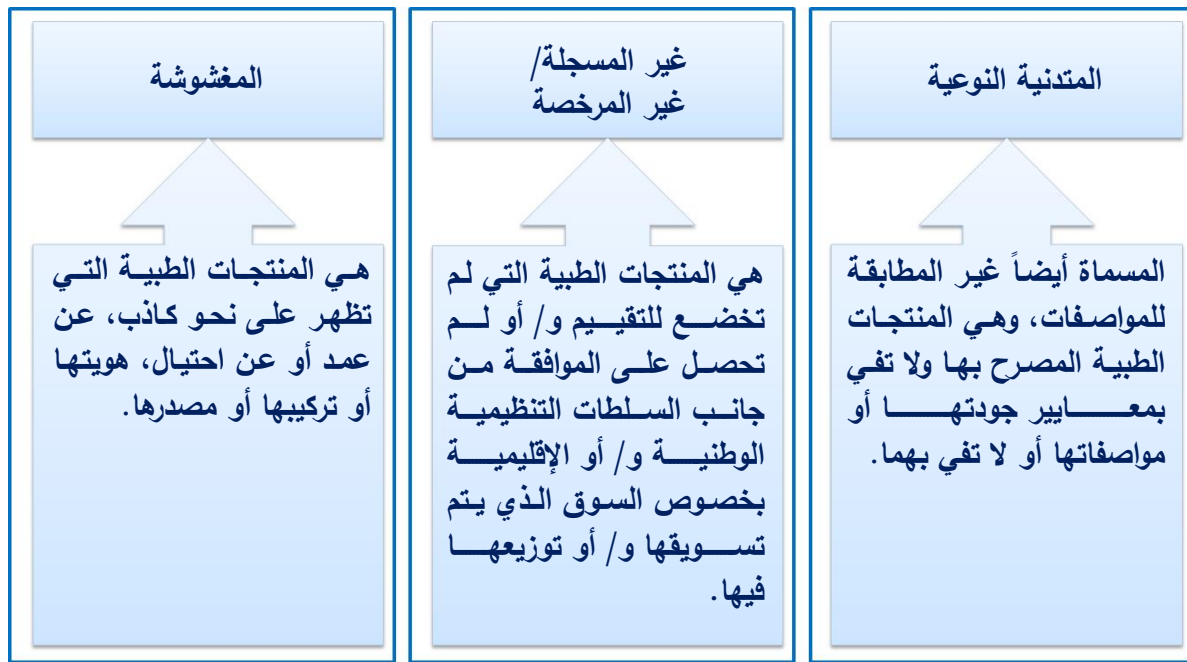 المتدنية النوعية
المسماة أيضاً غير المطابقة
للمواصفات، وهي المنتجات
الطبية المصرح بها ولا تفي
بمعايير جودتها أو
مواصفاتها أو لا تفي بهما.
غير المسجلة/
غير المرخصة
هي المنتجات الطبية التي لم
تخضع للتقييم و/ أو لم
تحصل على الموافقة من
جانب السلطات التنظيمية
الوطنية و/ أو الإقليمية
بخصوص السوق الذي يتم
تسويقها و/ أو توزيعها
فيها.
المغشوشة
هي المنتجات الطبية التي
تظهر على نحو كاذب، عن
عمد أو عن احتيال، هويتها
أو تركيبها أو مصدرها.